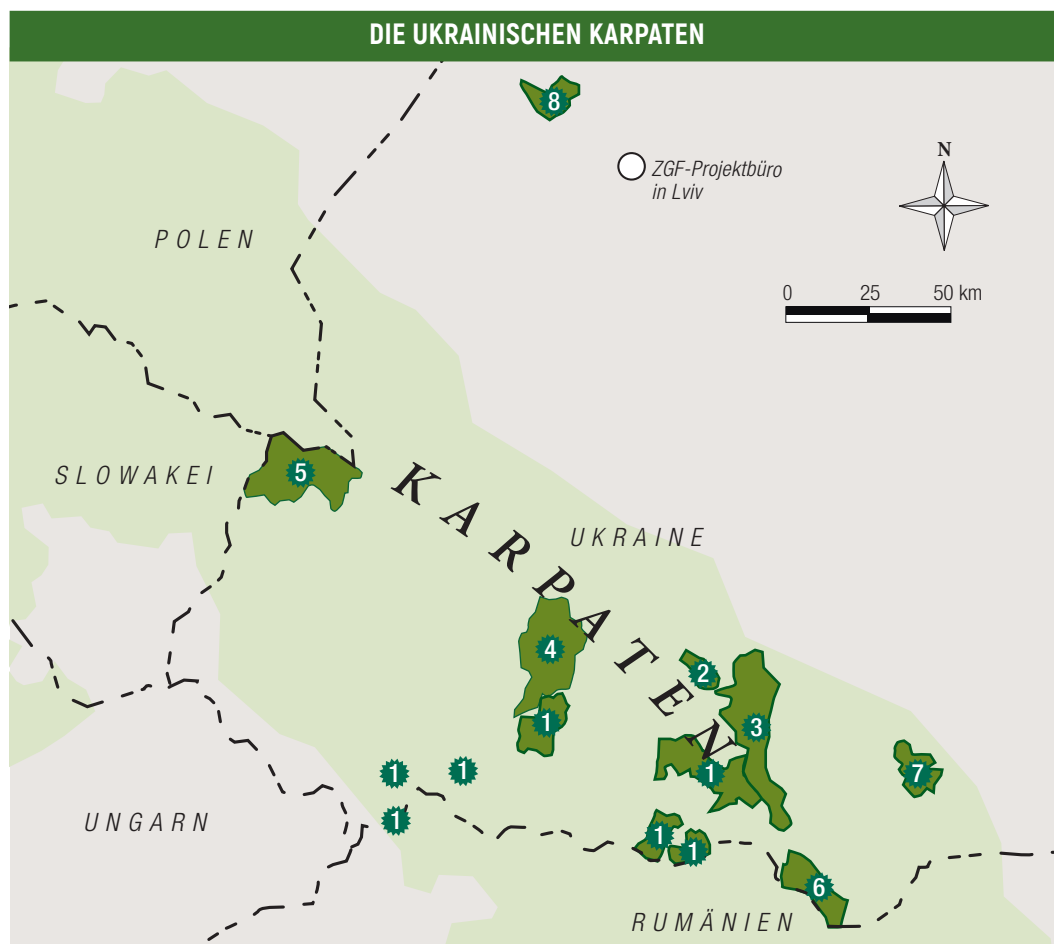 DIE UKRAINISCHEN KARPATEN
8
ZGF-Projektbüro
in Lviv
N
POLEN
0 25 50 km
SLOWAKEI
5
KARPATEN
UKRAINE
4
2
1
3
1
7
1
1
1
UNGARN
1
1
6
RUMÄNIEN